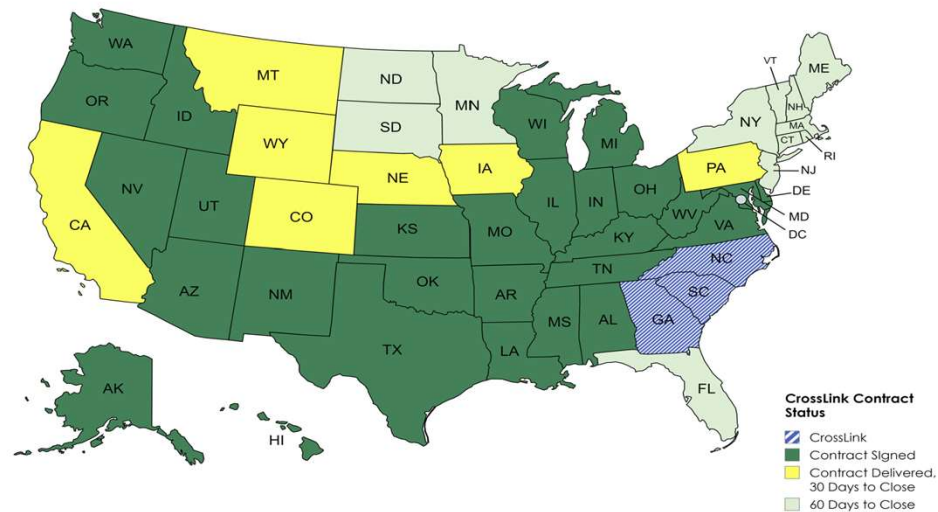 WA
MT
ND
MN
VT
ME
OR
ID
SD
WI
MI
NY
NH
MA
CT
RI
WY
NE
IA
PA
NJ
NV
UT
CO
IL
IN
OH
DE
MD
DC
CA
KS
MO
WV
VA
KY
NC
AZ
NM
OK
AR
TN
SC
MS
AL
GA
TX
LA
FL
AK
HI
CrossLink Contract
Status
CrossLink
Contract Signed
Contract Delivered,
30 Days to Close
60 Days to Close